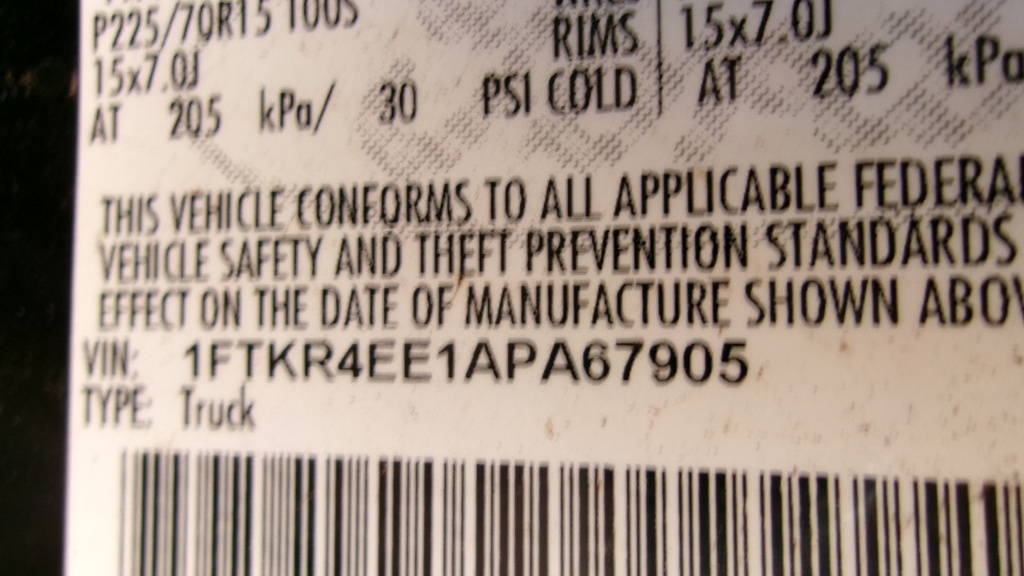 P225/70R15 100S
RIMS
15x7.0J
15x7.0J
AT 205 kPa/ 30 PSI COLD
AT 205 kPa
THIS VEHICLE CONFORMS TO ALL APPLICABLE FEDERAL
VEHICLE SAFETY AND THEFT PREVENTION STANDARDS
EFFECT ON THE DATE OF MANUFACTURE SHOWN ABOV
VIN: 1FTKR4EE1APA67905
TYPE: Truck